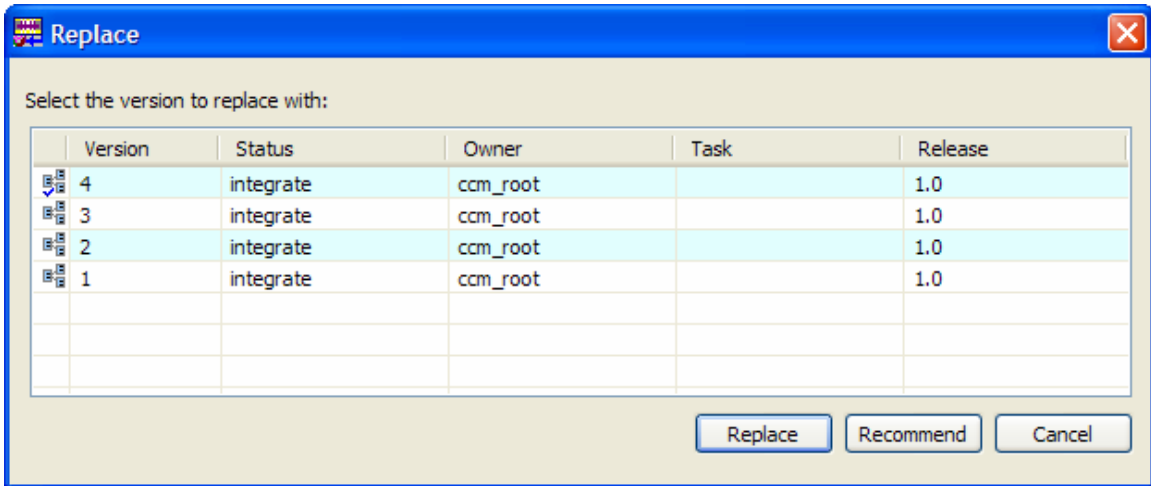 Replace
Select the version to replace with:
Version Status Owner Task Release
4 integrate ccm_root 1.0
3 integrate ccm_root 1.0
2 integrate ccm_root 1.0
1 integrate ccm_root 1.0
Replace Recommend Cancel